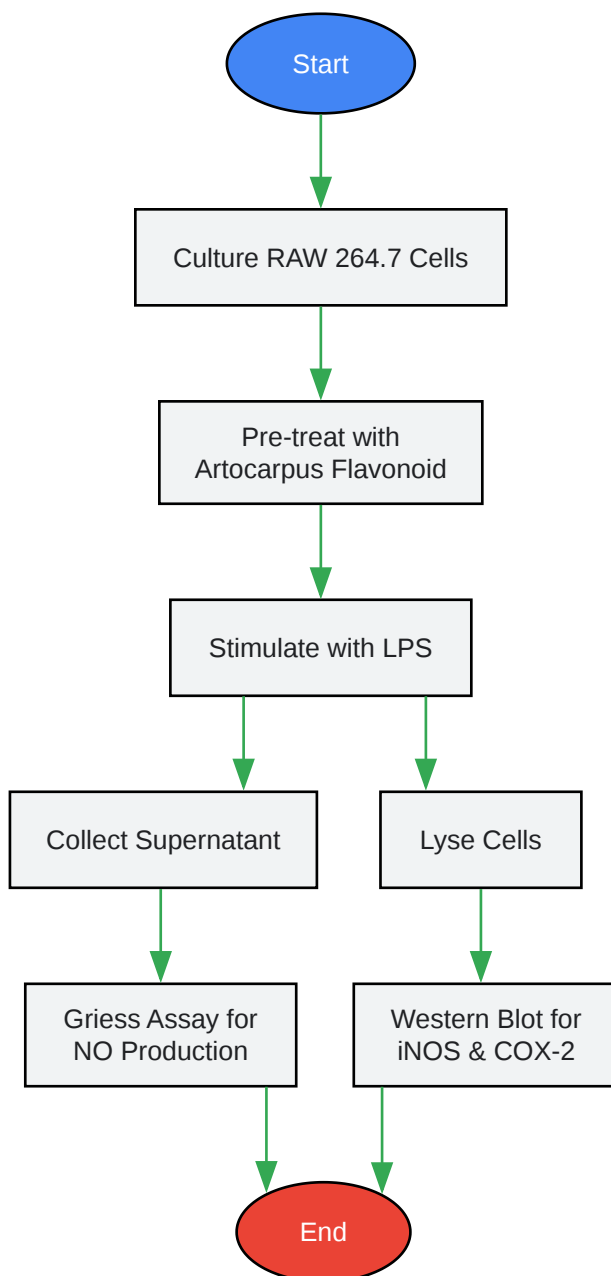 Start
Culture RAW 264.7 Cells
Pre-treat with
Artocarpus Flavonoid
Stimulate with LPS
Collect Supernatant
Lyse Cells
Griess Assay for
NO Production
Western Blot for
iNOS & COX-2
End